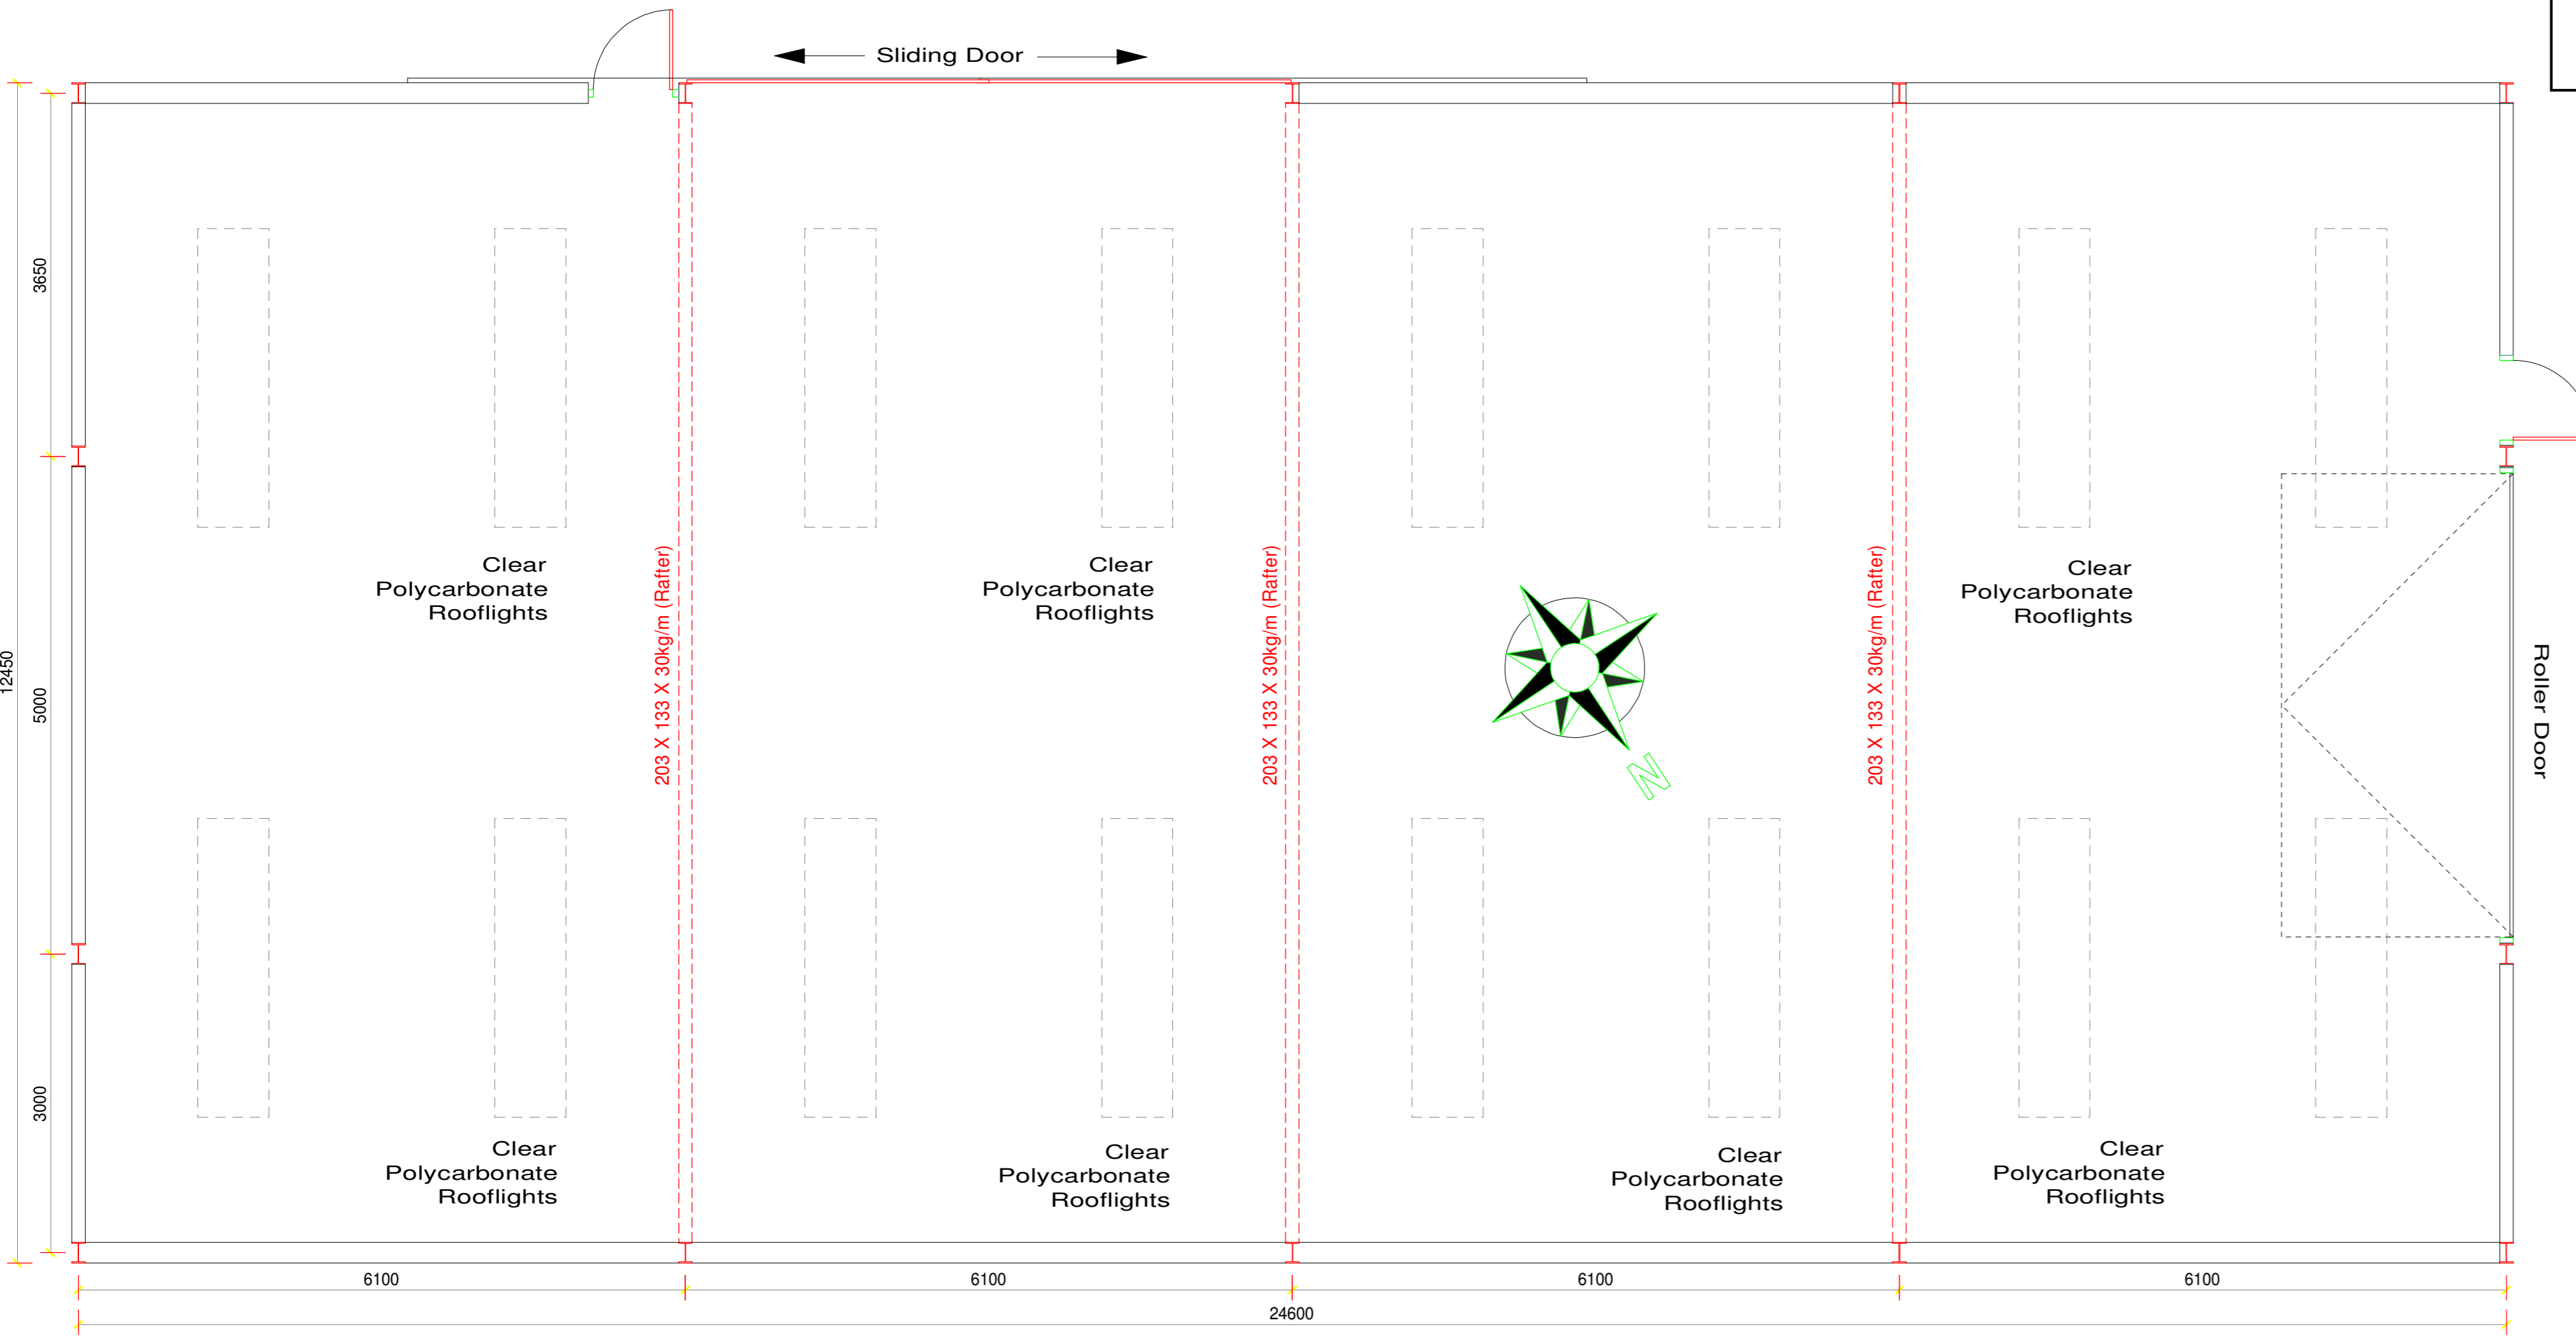 Sliding Door
3650
12450
5000
3000
Clear
Polycarbonate
Rooflights
203 X 133 X 30kg/m (Rafter)
Clear
Polycarbonate
Rooflights
203 X 133 X 30kg/m (Rafter)
N
203 X 133 X 30kg/m (Rafter)
Clear
Polycarbonate
Rooflights
Roller Door
Clear
Polycarbonate
Rooflights
Clear
Polycarbonate
Rooflights
Clear
Polycarbonate
Rooflights
Clear
Polycarbonate
Rooflights
6100
6100
6100
6100
24600